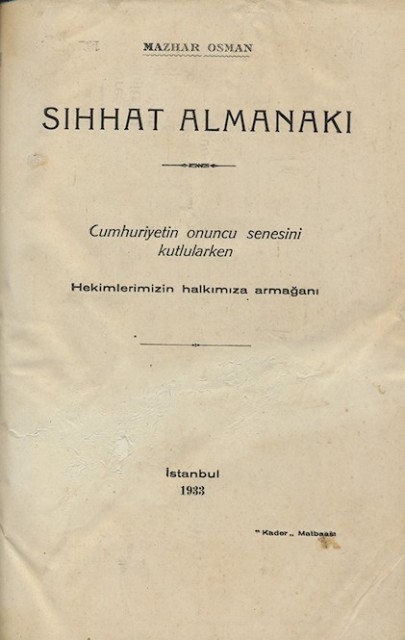 MAZHAR OSMAN
SIHHAT ALMANAKI
Cumhuriyetin onuncu senesini
kutlularken
Hekimlerimizin halkımıza armağanı
İstanbul
1933
"Kader„ Matbaası